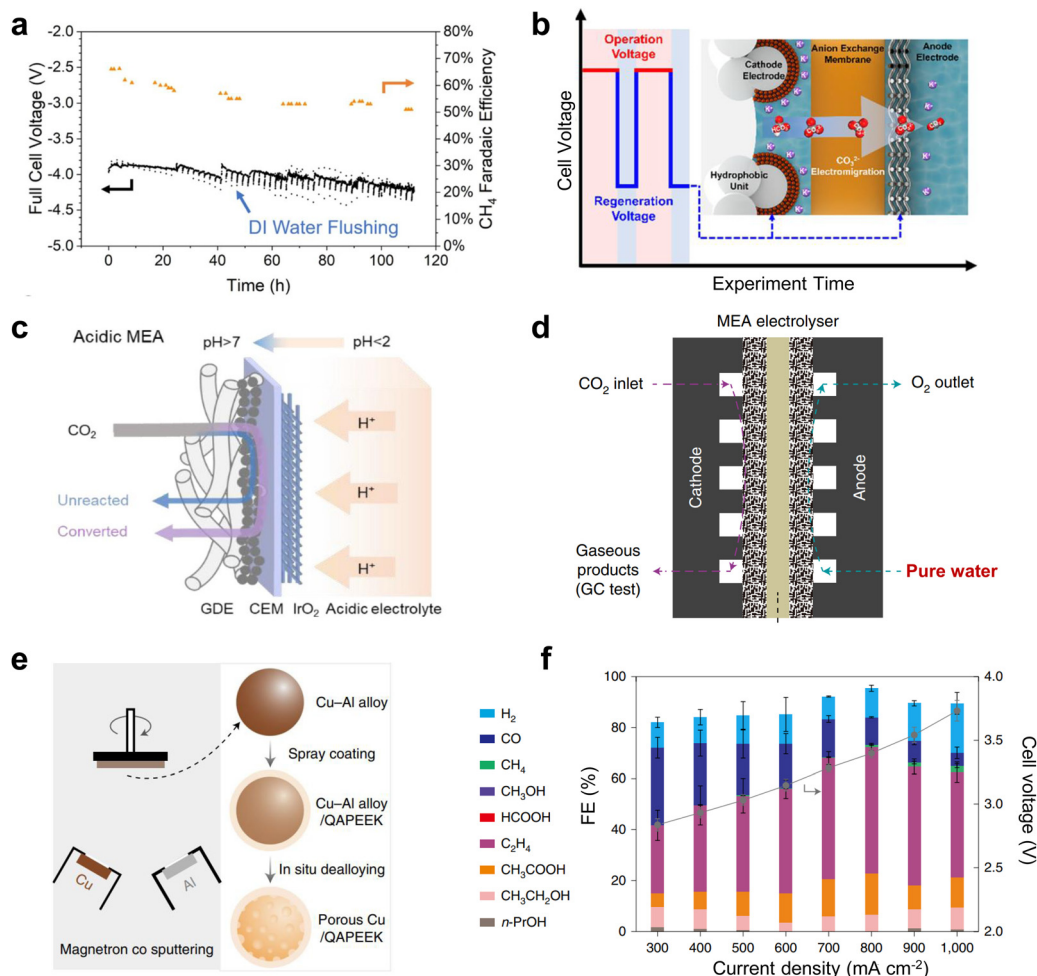 a
-2.0
-2.5
-3.0
-3.5
-4.0
-4.5
-5.0
Full Cell Voltage (V)
80%
70%
60%
50%
40%
30%
20%
10%
0%
CH4 Faradaic Efficiency
DI Water Flushing
0 20 40 60 80 100 120
Time (h)
b
Cell Voltage
Operation
Voltage
Regeneration
Voltage
Cathode
Electrode
Anion Exchange
Membrane
Anode
Electrode
Hydrophobic
Unit
CO3 2-
Electromigration
Experiment Time
c
Acidic MEA
pH>7
pH<2
CO2
H+
H+
H+
Unreacted
Converted
GDE CEM IrO2 Acidic electrolyte
d
MEA electrolyser
CO2 inlet
O2 outlet
Cathode
Anode
Gaseous
products
(GC test)
Pure water
e
Cu–Al alloy
Spray coating
Cu–Al alloy
/QAPEEK
In situ dealloying
Porous Cu
/QAPEEK
Cu
Al
Magnetron co sputtering
f
H2
CO
CH4
CH3OH
HCOOH
C2H4
CH3COOH
CH3CH2OH
n-PrOH
100
80
60
40
20
0
FE (%)
4.0
3.5
3.0
2.5
2.0
Cell voltage (V)
300 400 500 600 700 800 900 1,000
Current density (mA cm-2)